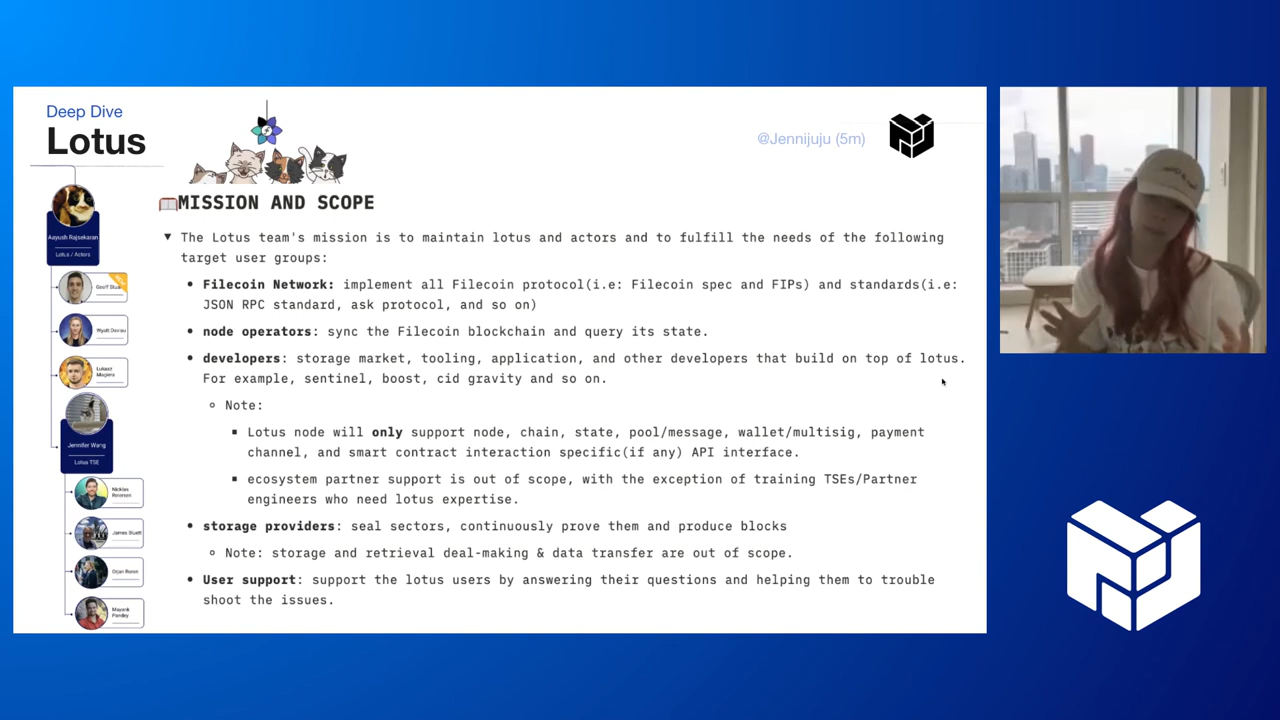 Deep Dive
Lotus
@Jennijuju (5m)
MISSION AND SCOPE
▼ The Lotus team's mission is to maintain lotus and actors and to fulfill the needs of the following
target user groups:
• Filecoin Network: implement all Filecoin protocol(i.e: Filecoin spec and FIPs) and standards(i.e:
JSON RPC standard, ask protocol, and so on)
• node operators: sync the Filecoin blockchain and query its state.
• developers: storage market, tooling, application, and other developers that build on top of lotus.
For example, sentinel, boost, cid gravity and so on.
◦ Note:
▪ Lotus node will only support node, chain, state, pool/message, wallet/multisig, payment
channel, and smart contract interaction specific(if any) API interface.
▪ ecosystem partner support is out of scope, with the exception of training TSEs/Partner
engineers who need lotus expertise.
• storage providers: seal sectors, continuously prove them and produce blocks
◦ Note: storage and retrieval deal-making & data transfer are out of scope.
• User support: support the lotus users by answering their questions and helping them to trouble
shoot the issues.
Aayush Rajsekaran
Lotus / Actors
Geoff
Wyatt
Lukasz
Magiera
Jennifer Wang
Lotus TSE
Nicklas
James
Orjan
Mayank
Pandey